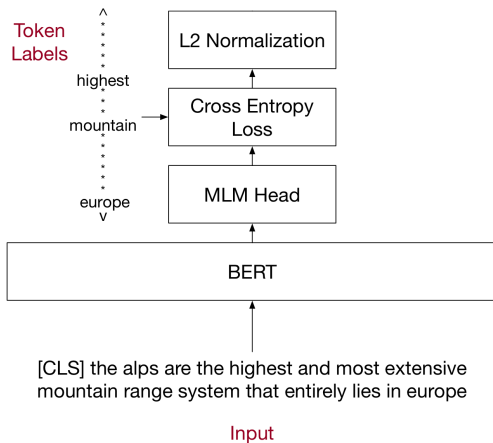 Token
Labels
^
*
*
*
*
*
highest
*
*
*
mountain
*
*
*
*
*
*
europe
v
L2 Normalization
Cross Entropy
Loss
MLM Head
BERT
[CLS] the alps are the highest and most extensive
mountain range system that entirely lies in europe
Input